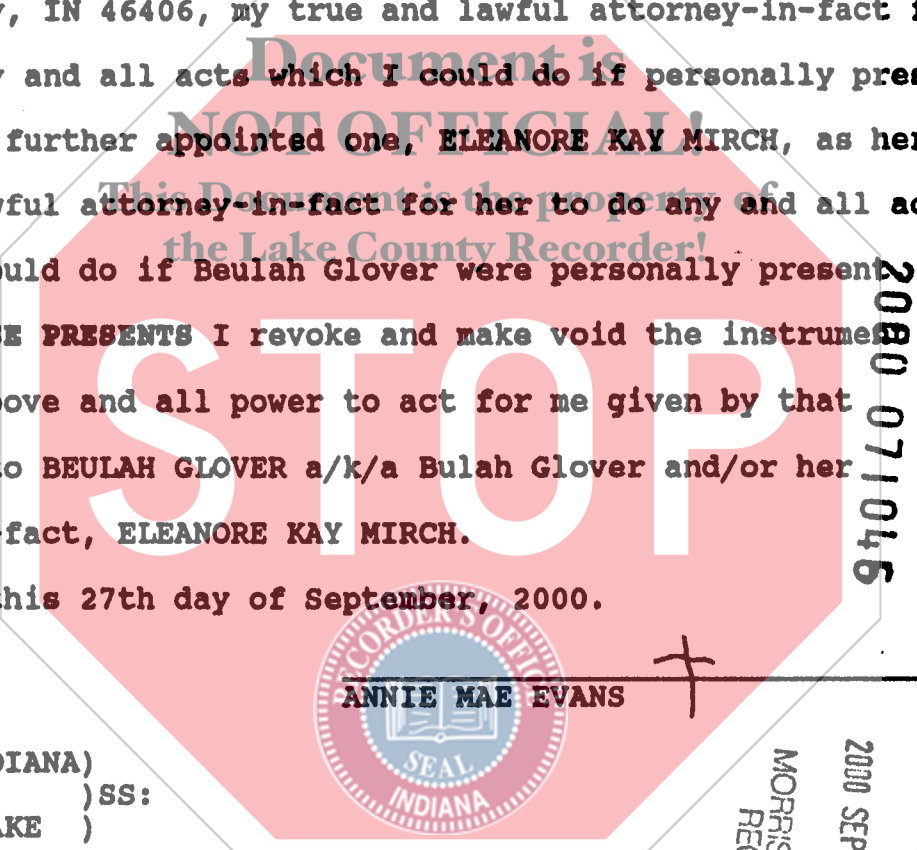 , IN 46406, my true and lawful attorney-in-fact
and all acts which I could do if personally pres
further appointed one, ELEANORE KAY MIRCH, as her
ful attorney-in-fact for her to do any and all ac
uld do if Beulah Glover were personally present
E PRESENTS I revoke and make void the instrument
ove and all power to act for me given by that
o BEULAH GLOVER a/k/a Bulah Glover and/or her
-fact, ELEANORE KAY MIRCH.
his 27th day of September, 2000.
ANNIE MAE EVANS
DIANA)
)SS:
AKE )
Document is
NOT OFFICIAL!
This Document is the property of
the Lake County Recorder!
STOP
RECORDER'S OFFICE
SEAL
INDIANA
2000 071046
2000 SEP
MORRIS
REC